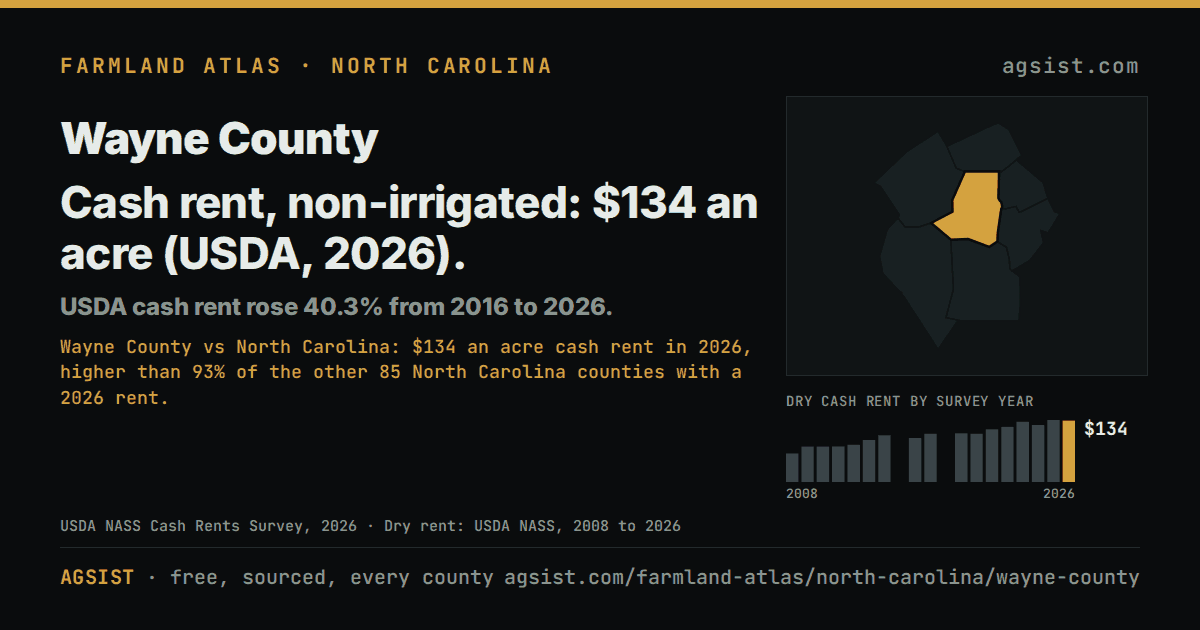 FARMLAND ATLAS · NORTH CAROLINA
agsist.com
Wayne County
Cash rent, non-irrigated: $134 an
acre (USDA, 2026).
USDA cash rent rose 40.3% from 2016 to 2026.
Wayne County vs North Carolina: $134 an acre cash rent in 2026,
higher than 93% of the other 85 North Carolina counties with a
2026 rent.
DRY CASH RENT BY SURVEY YEAR
$134
2008 2026
USDA NASS Cash Rents Survey, 2026 · Dry rent: USDA NASS, 2008 to 2026
AGSIST · free, sourced, every county agsist.com/farmland-atlas/north-carolina/wayne-county